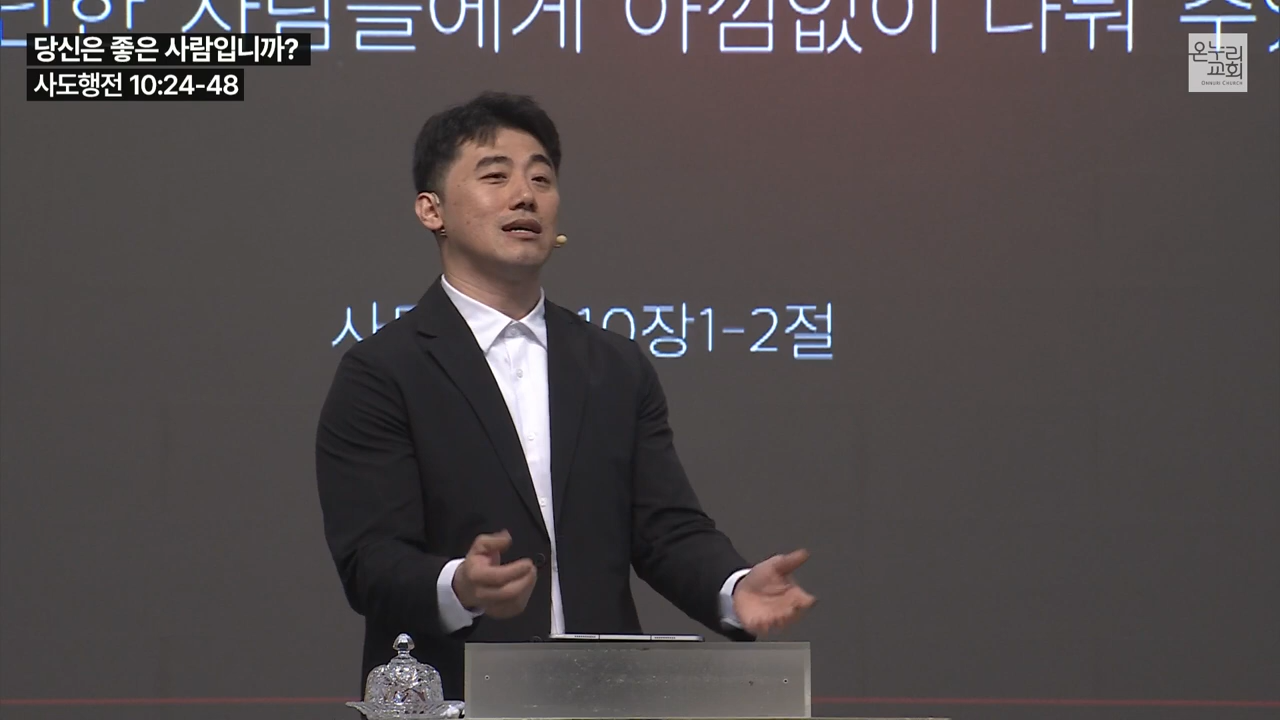 사람들에게 아낌없이 나눠
당신은 좋은 사람입니까?
사도행전 10:24-48
온누리
교회
ONNURI CHURCH
10장1-2절